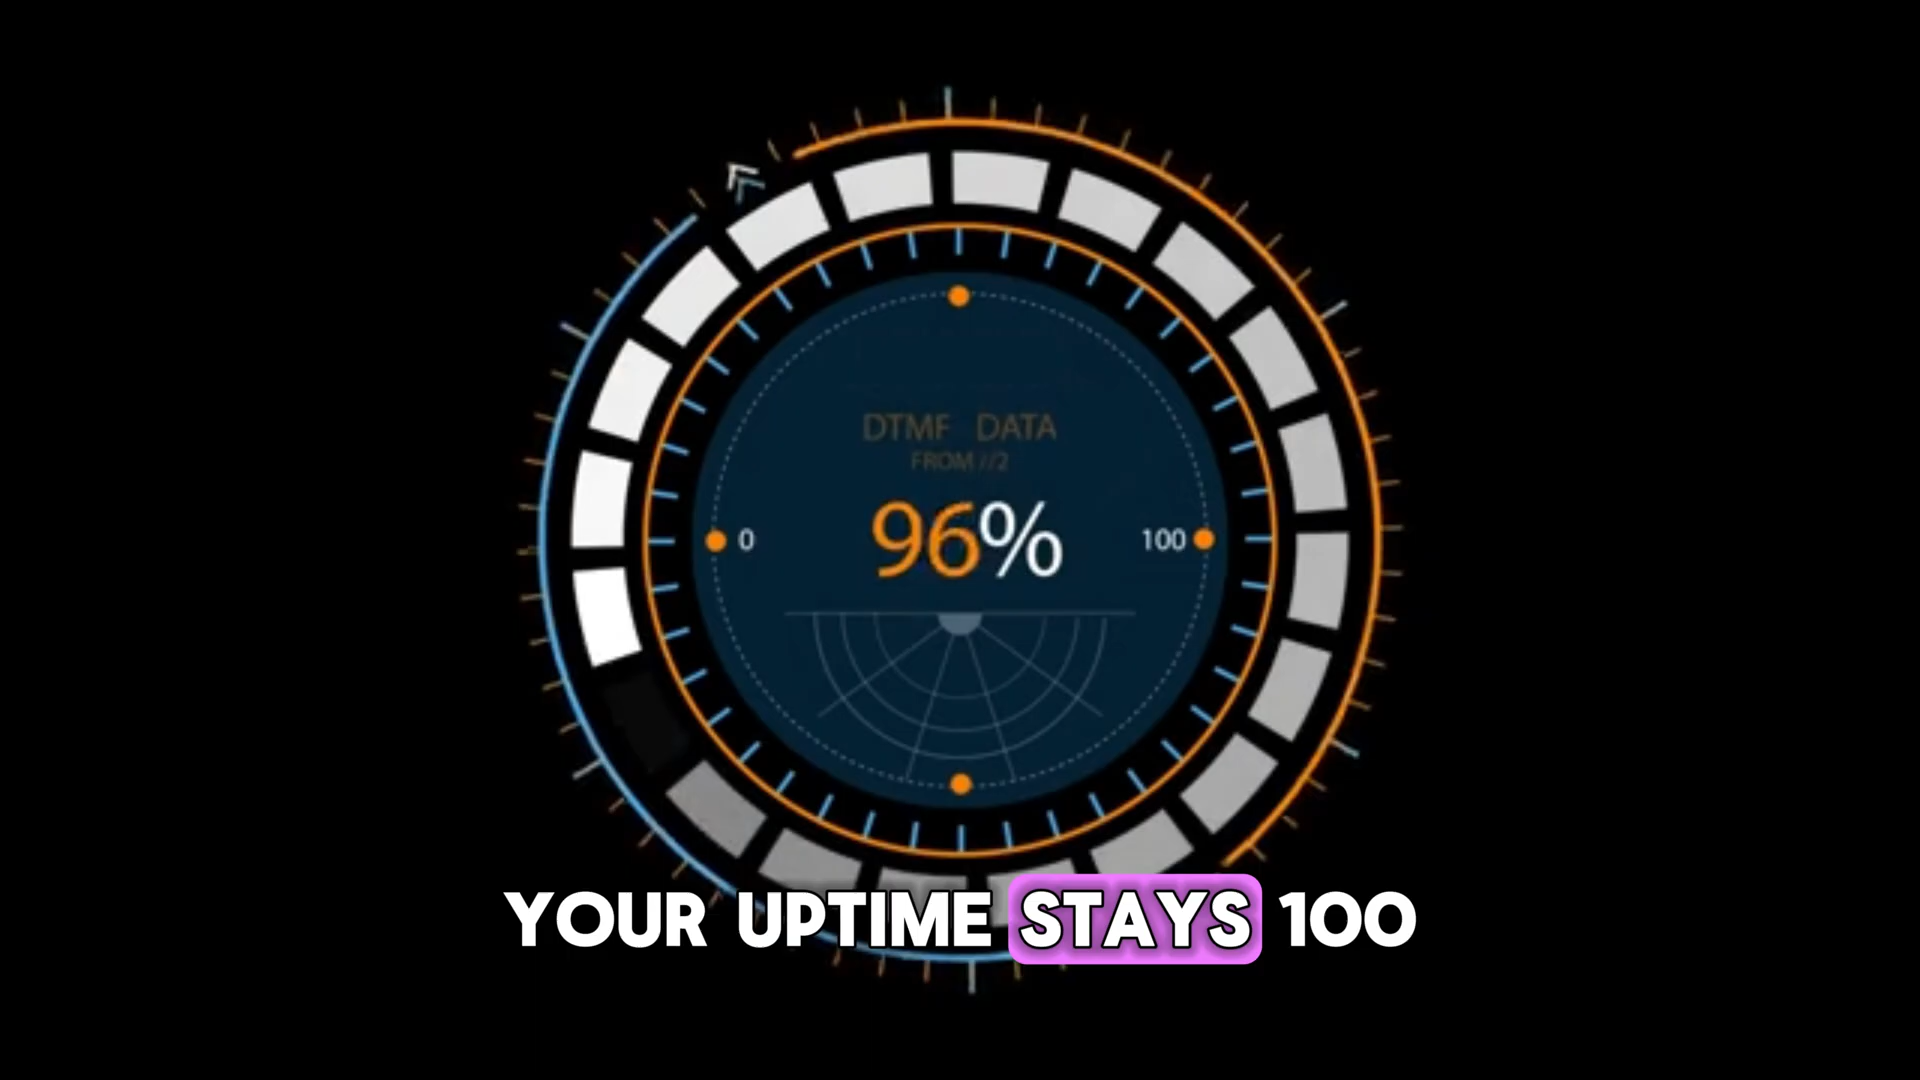 DTMF DATA
FROM //2
96%
0
100
YOUR UPTIME STAYS 100